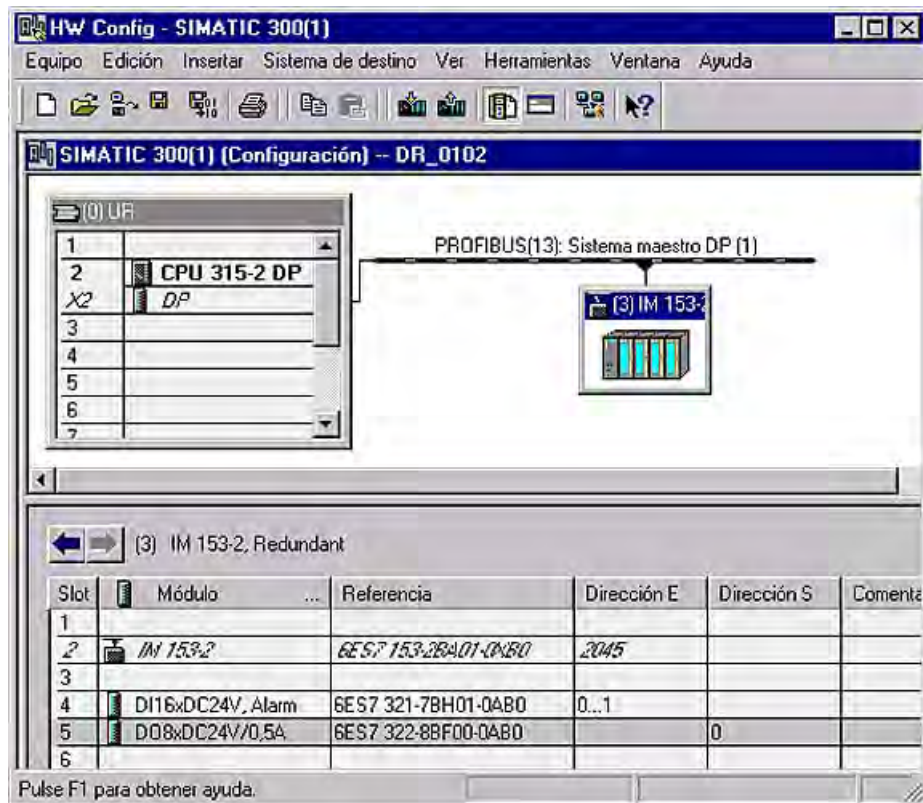 HW Config - SIMATIC 300(1)
Equipo Edición Insertar Sistema de destino Ver Herramientas Ventana Ayuda
SIMATIC 300(1) (Configuración) -- DR_0102
(0) UR
1
2 CPU 315-2 DP
X2 DP
3
4
5
6
7
PROFIBUS(13): Sistema maestro DP (1)
(3) IM 153-2
(3) IM 153-2, Redundant
Slot Módulo ... Referencia Dirección E Dirección S Comenta
1
2 IM 153-2 6ES7 153-2BA01-0XB0 2045
3
4 DI16xDC24V, Alarm 6ES7 321-7BH01-0AB0 0...1
5 DO8xDC24V/0,5A 6ES7 322-8BF00-0AB0 0
6
Pulse F1 para obtener ayuda.